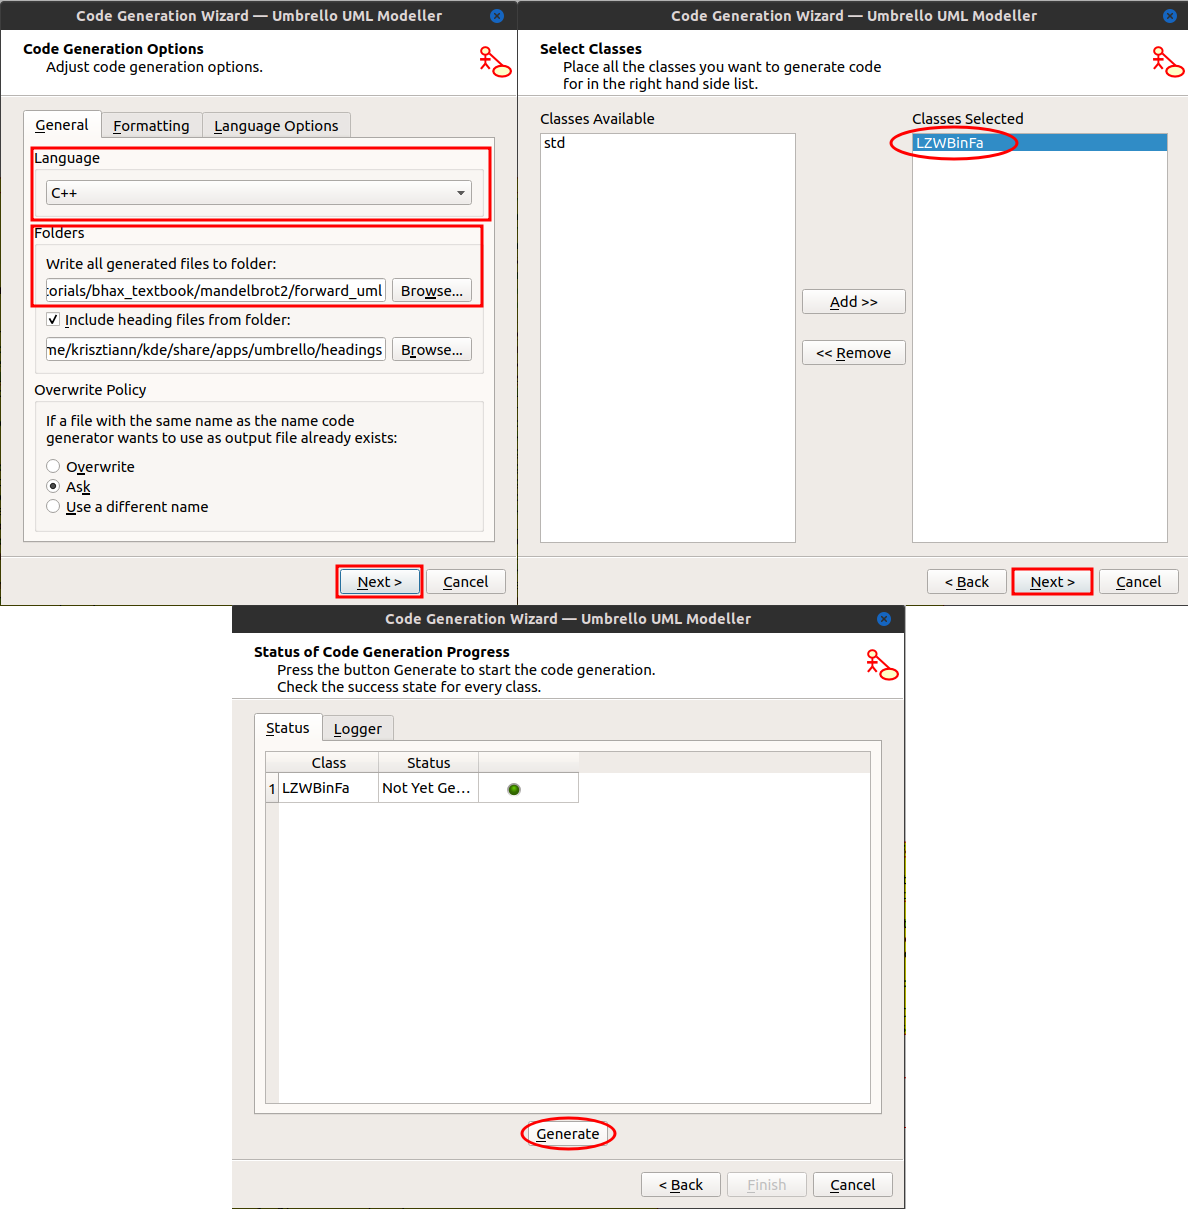 Code Generation Wizard — Umbrello UML Modeller
Code Generation Options
Adjust code generation options.
General
Formatting
Language Options
Language
C++
Folders
Write all generated files to folder:
:orials/bhax_textbook/mandelbrot2/forward_uml
Browse...
Include heading files from folder:
me/krisztiann/kde/share/apps/umbrello/headings
Browse...
Overwrite Policy
If a file with the same name as the name code
generator wants to use as output file already exists:
Overwrite
Ask
Use a different name
Next >
Cancel
Code Generation Wizard — Umbrello UML Modeller
Select Classes
Place all the classes you want to generate code
for in the right hand side list.
Classes Available
std
Add >>
<< Remove
Classes Selected
LZWBinFa
< Back
Next >
Cancel
Code Generation Wizard — Umbrello UML Modeller
Status of Code Generation Progress
Press the button Generate to start the code generation.
Check the success state for every class.
Status
Logger
Class
Status
1
LZWBinFa
Not Yet Ge...
Generate
< Back
Finish
Cancel